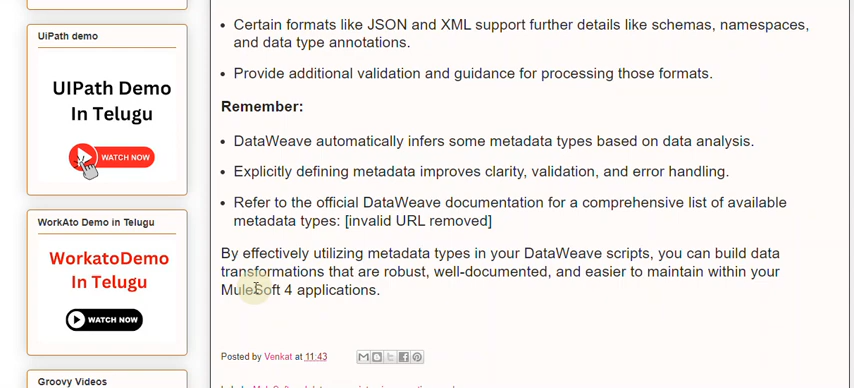 UiPath demo
UIPath Demo
In Telugu
WATCH NOW
WorkAto Demo in Telugu
WorkatoDemo
In Telugu
WATCH NOW
Groovy Videos
• Certain formats like JSON and XML support further details like schemas, namespaces,
and data type annotations.
• Provide additional validation and guidance for processing those formats.
Remember:
• DataWeave automatically infers some metadata types based on data analysis.
• Explicitly defining metadata improves clarity, validation, and error handling.
• Refer to the official DataWeave documentation for a comprehensive list of available
metadata types: [invalid URL removed]
By effectively utilizing metadata types in your DataWeave scripts, you can build data
transformations that are robust, well-documented, and easier to maintain within your
MuleSoft 4 applications.
Posted by Venkat at 11:43